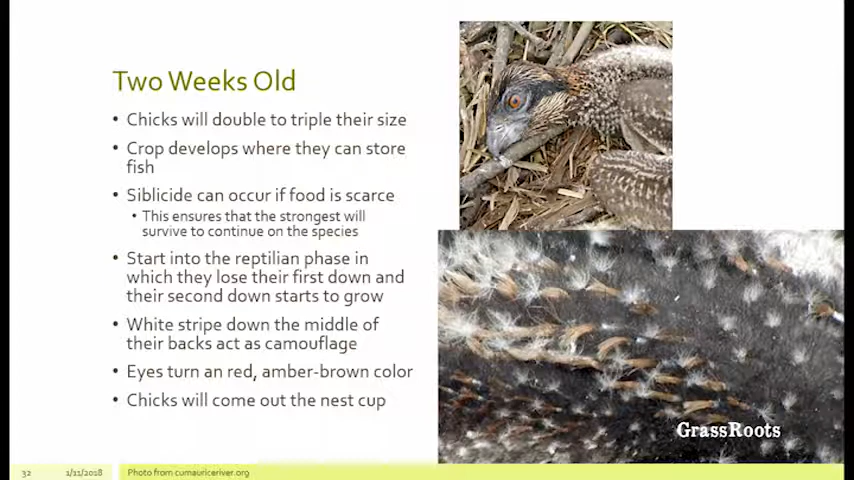 Two Weeks Old
• Chicks will double to triple their size
• Crop develops where they can store
fish
• Siblicide can occur if food is scarce
• This ensures that the strongest will
survive to continue on the species
• Start into the reptilian phase in
which they lose their first down and
their second down starts to grow
• White stripe down the middle of
their backs act as camouflage
• Eyes turn an red, amber-brown color
• Chicks will come out the nest cup
GrassRoots
32 1/11/2018 Photo from cumauriceriver.org